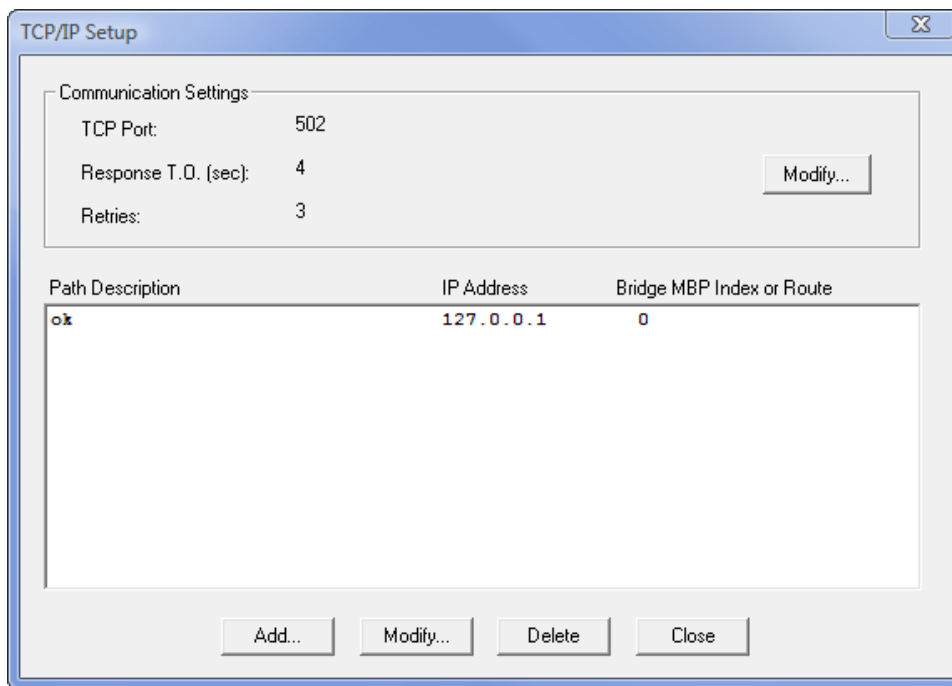 TCP/IP Setup
Communication Settings
TCP Port: 502
Response T.O. (sec): 4
Modify...
Retries: 3
Path Description IP Address Bridge MBP Index or Route
ok 127.0.0.1 0
Add... Modify... Delete Close